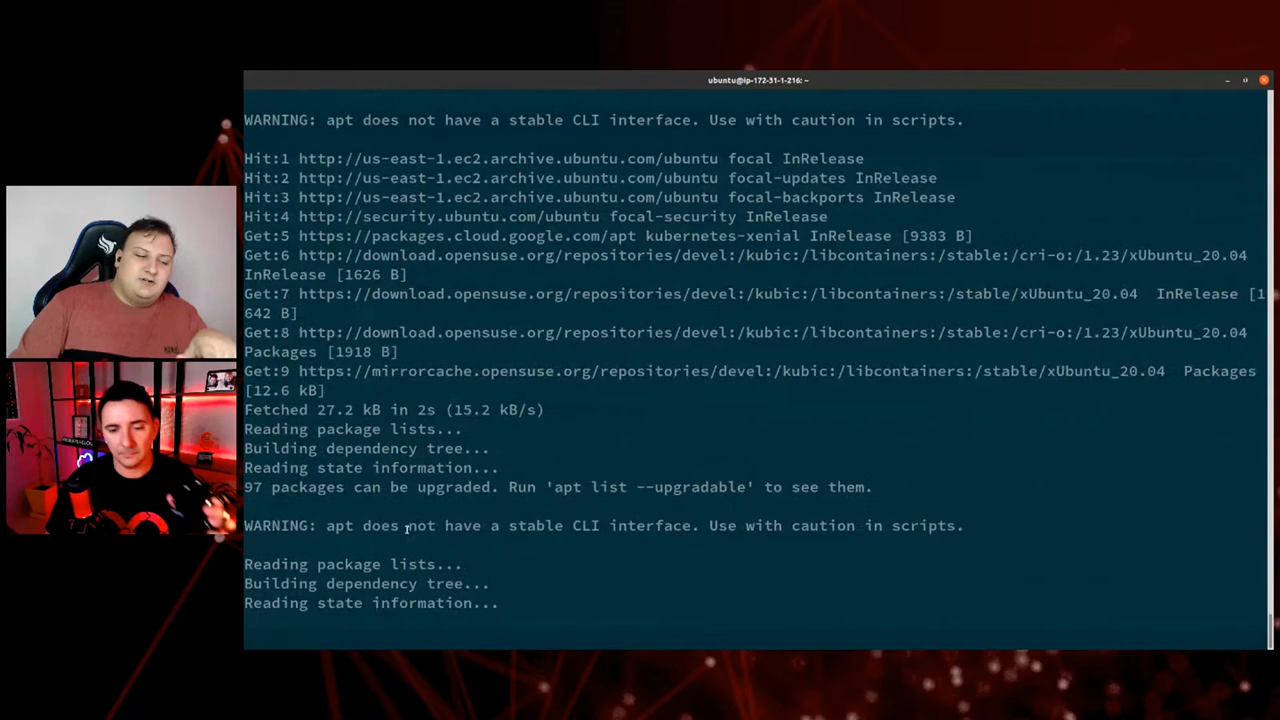 ubuntu@ip-172-31-1-216: ~
WARNING: apt does not have a stable CLI interface. Use with caution in scripts.
Hit:1 http://us-east-1.ec2.archive.ubuntu.com/ubuntu focal InRelease
Hit:2 http://us-east-1.ec2.archive.ubuntu.com/ubuntu focal-updates InRelease
Hit:3 http://us-east-1.ec2.archive.ubuntu.com/ubuntu focal-backports InRelease
Hit:4 http://security.ubuntu.com/ubuntu focal-security InRelease
Get:5 https://packages.cloud.google.com/apt kubernetes-xenial InRelease [9383 B]
Get:6 http://download.opensuse.org/repositories/devel:/kubic:/libcontainers:/stable:/cri-o:/1.23/xUbuntu_20.04
InRelease [1626 B]
Get:7 https://download.opensuse.org/repositories/devel:/kubic:/libcontainers:/stable/xUbuntu_20.04  InRelease [1
642 B]
Get:8 http://download.opensuse.org/repositories/devel:/kubic:/libcontainers:/stable:/cri-o:/1.23/xUbuntu_20.04
Packages [1918 B]
Get:9 https://mirrorcache.opensuse.org/repositories/devel:/kubic:/libcontainers:/stable/xUbuntu_20.04  Packages
[12.6 kB]
Fetched 27.2 kB in 2s (15.2 kB/s)
Reading package lists...
Building dependency tree...
Reading state information...
97 packages can be upgraded. Run 'apt list --upgradable' to see them.
WARNING: apt does not have a stable CLI interface. Use with caution in scripts.
Reading package lists...
Building dependency tree...
Reading state information...